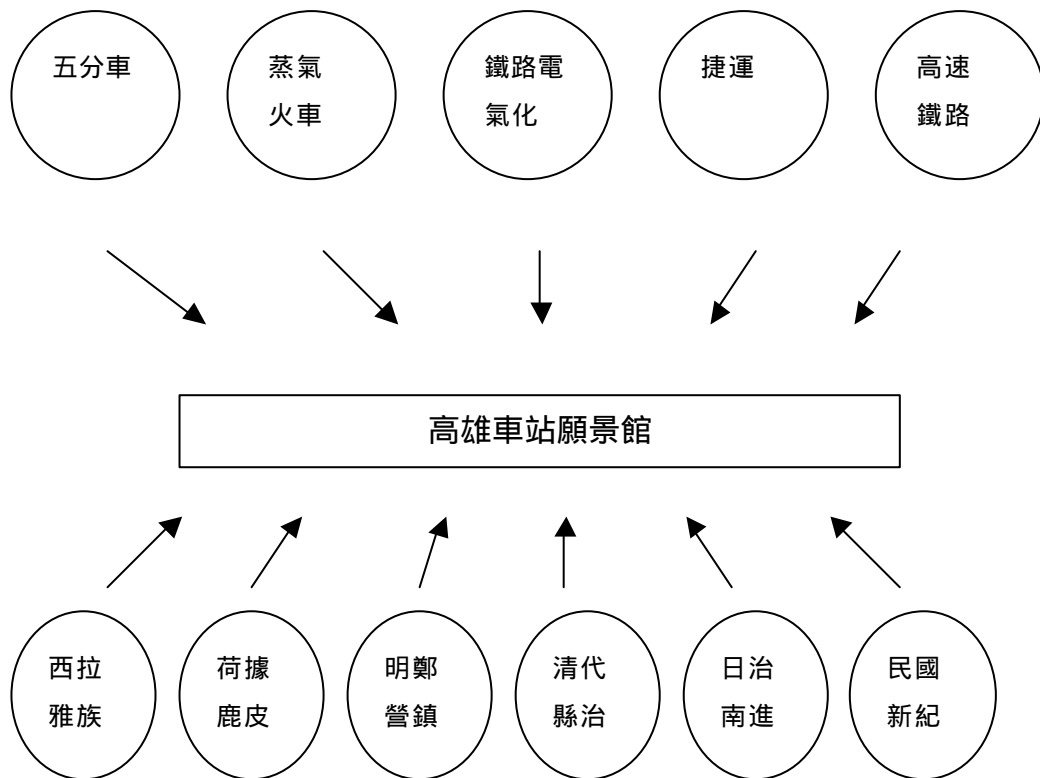 五分車
蒸氣
火車
鐵路電
氣化
捷運
高速
鐵路
高雄車站願景館
西拉
雅族
荷據
鹿皮
明鄭
營鎮
清代
縣治
日治
南進
民國
新紀